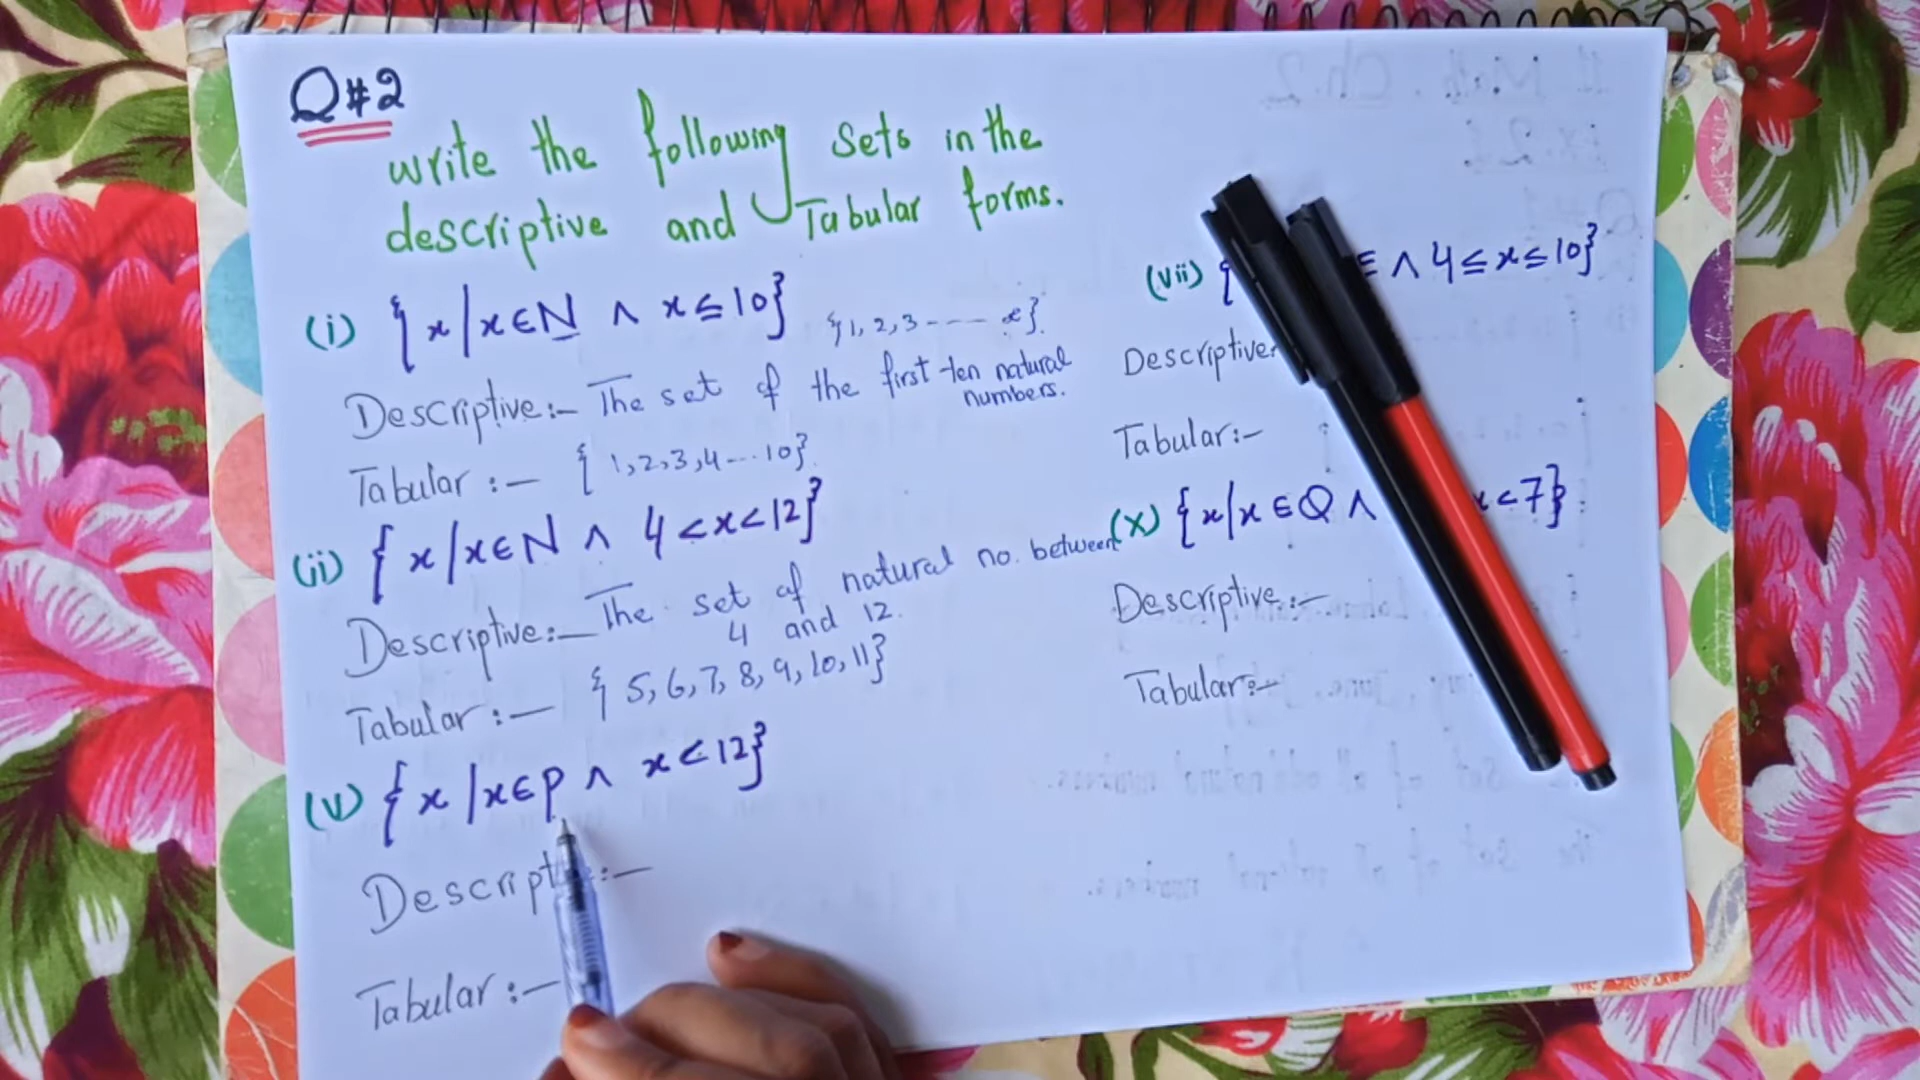 Q#2
write the following sets in the
descriptive and Tabular forms.
(i) {x/x∈N ∧ x≤10} {1,2,3---- ∞}.
Descriptive:- The set of the first ten natural
numbers.
Tabular :- {1,2,3,4---10}.
(ii) {x/x∈N ∧ 4<x<12}
Descriptive:- The set of natural no. between
4 and 12.
Tabular :- {5,6,7,8,9,10,11}
(v) {x/x∈P ∧ x<12}
Descriptive:-
Tabular :-
(vii) { ∈ ∧ 4≤x≤10}
Descriptive:
Tabular:-
(x) {x/x∈Q ∧ x<7}
Descriptive:-
Tabular:-